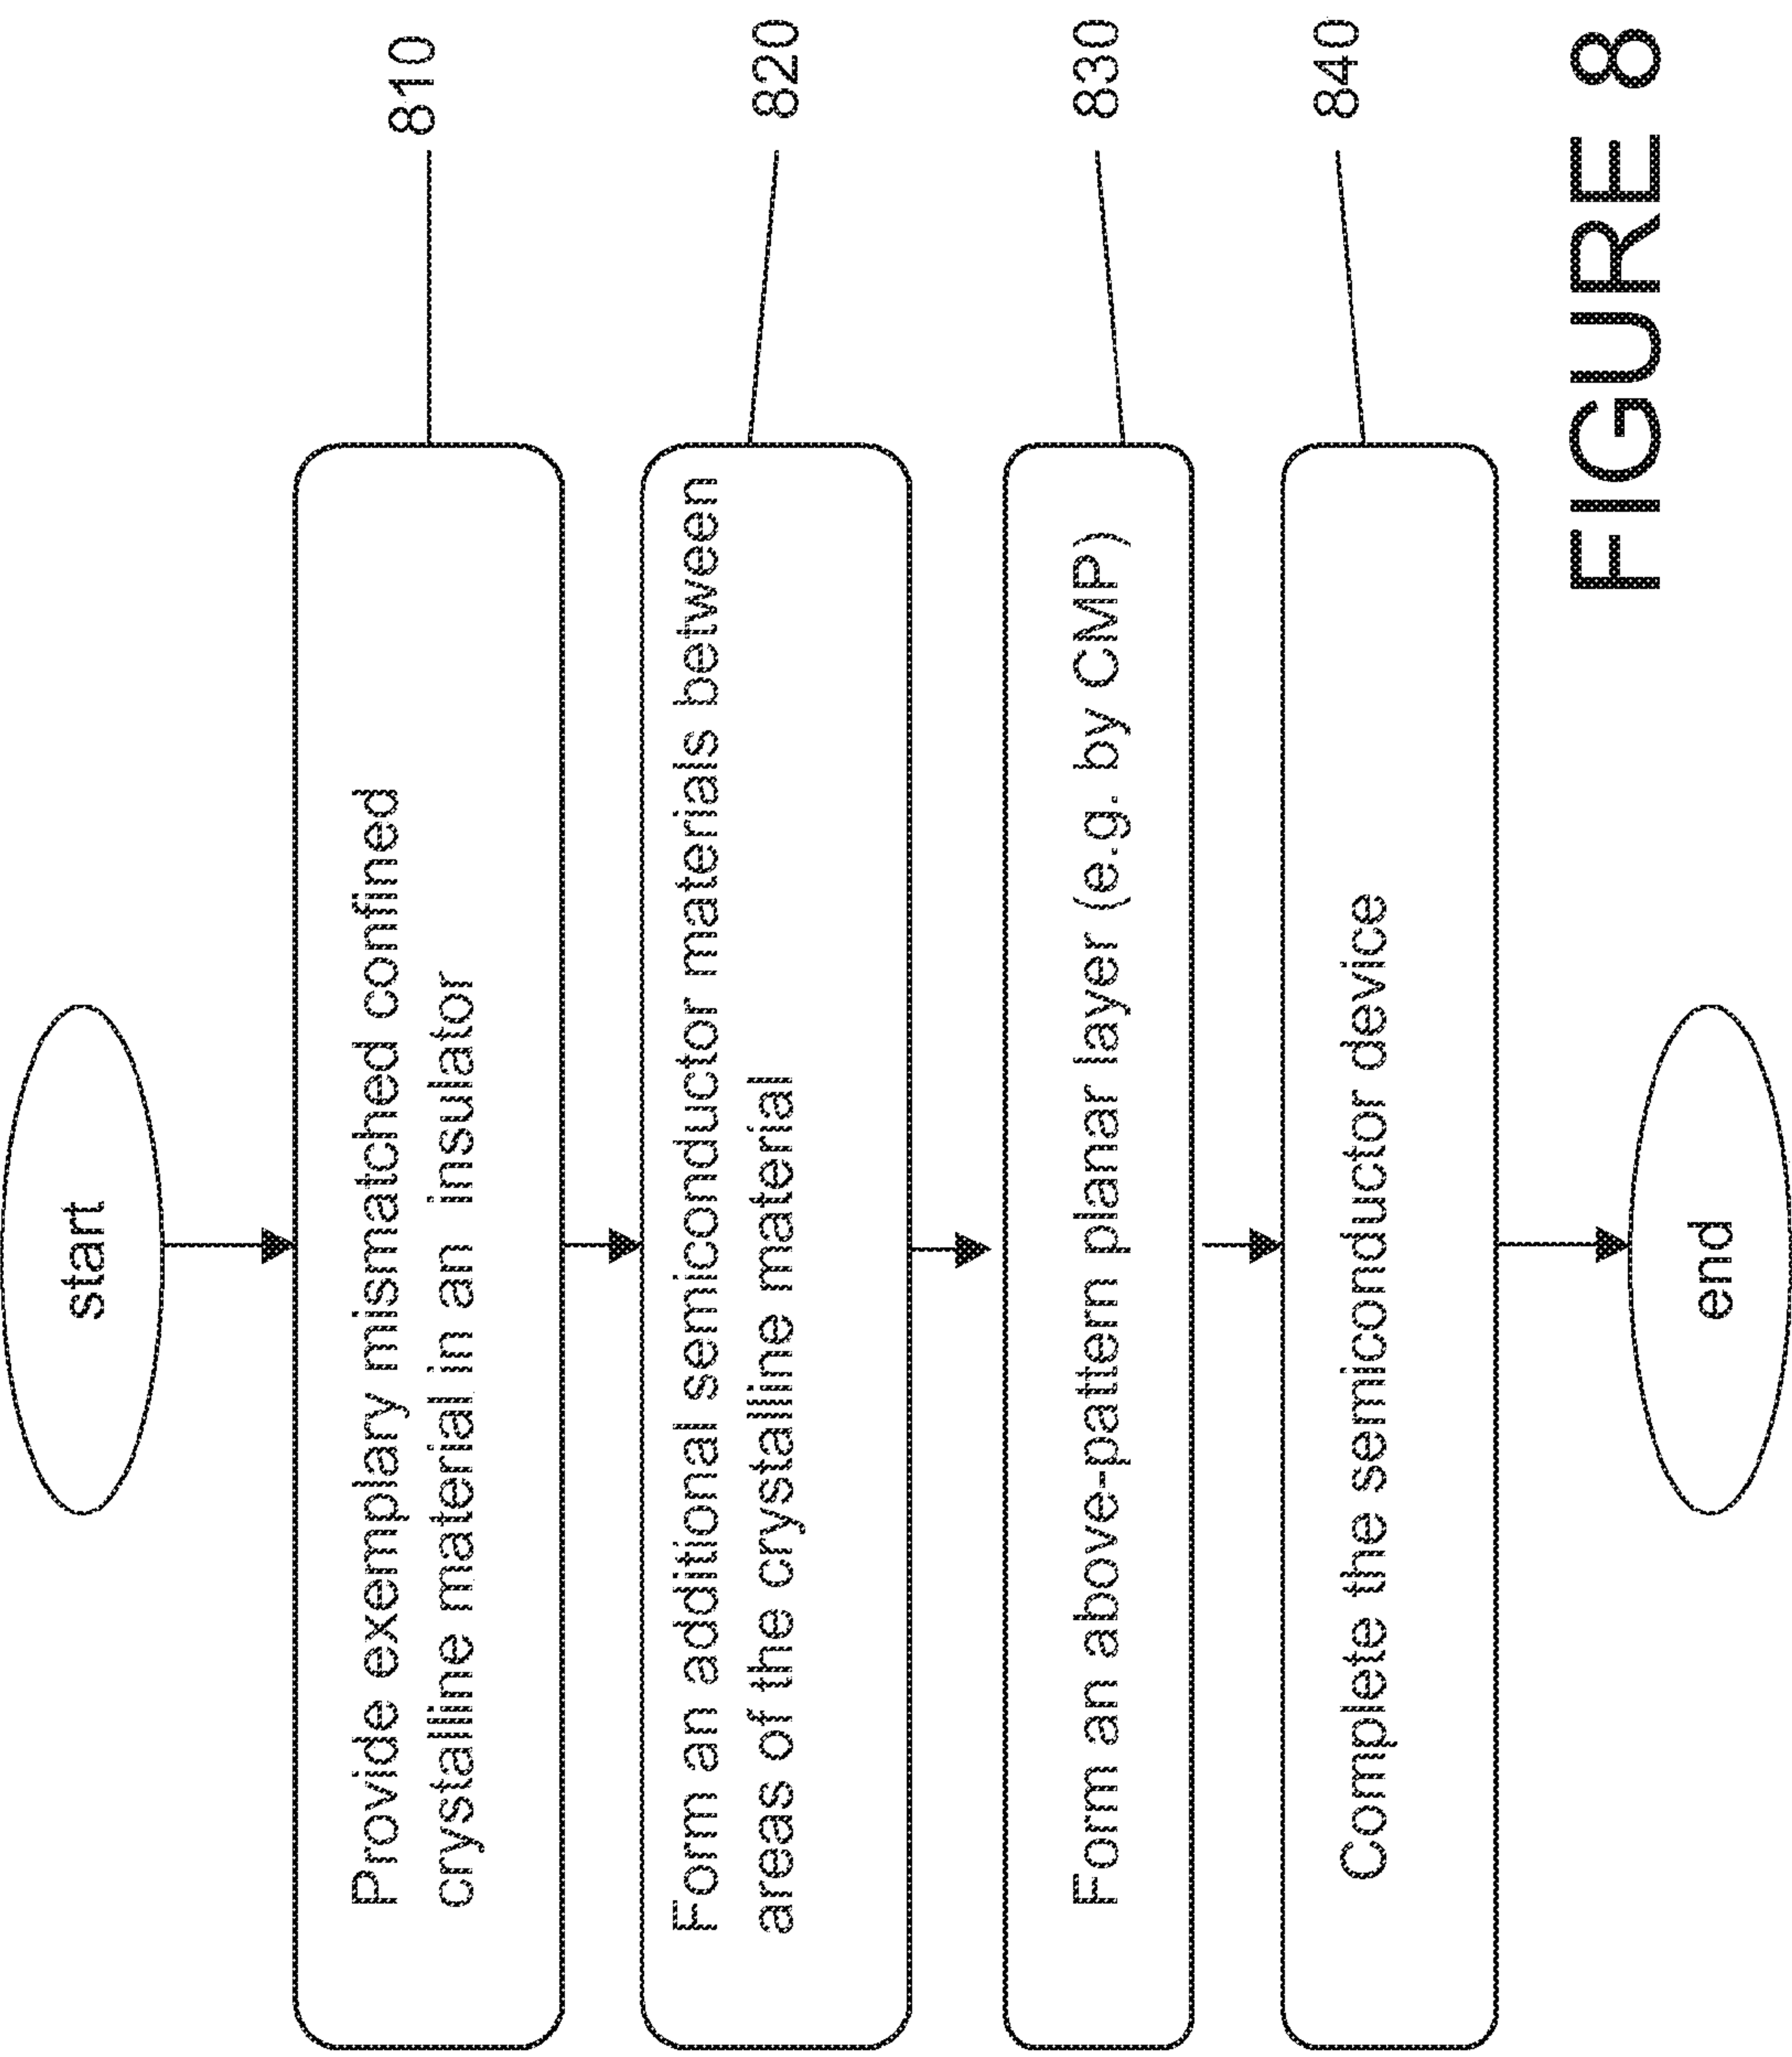 start
Provide exemplary mismatched confined
crystalline material in an insulator
810
Form an additional semiconductor materials between
areas of the crystalline material
820
Form an above-pattern planar layer (e.g. by CMP)
830
Complete the semiconductor device
840
end
FIGURE 8